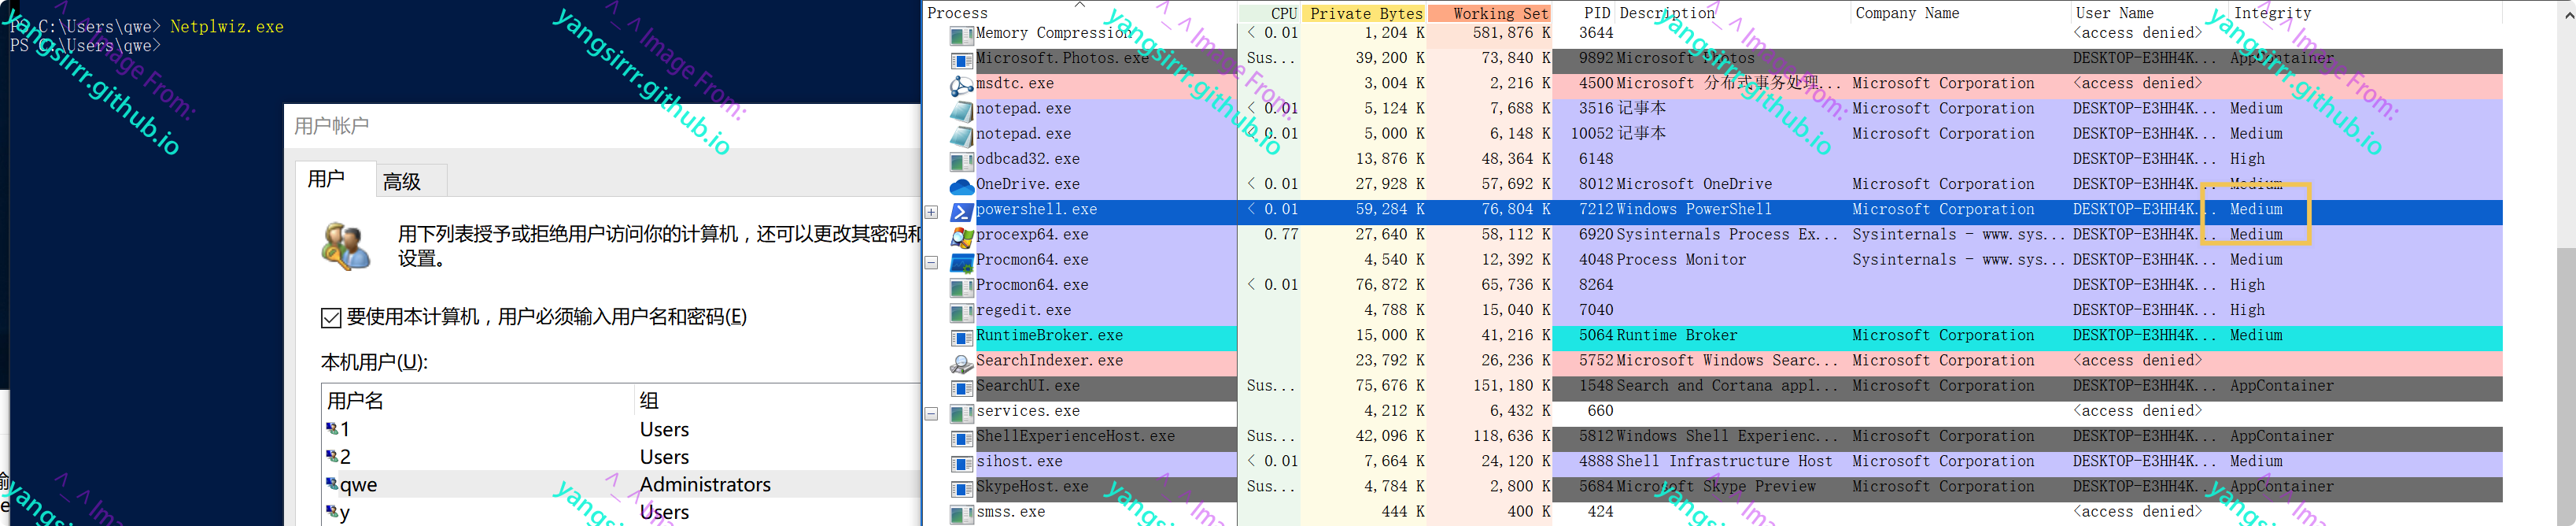 PS C:\Users\qwe> Netplwiz.exe
PS C:\Users\qwe>
用户帐户
用户
高级
用下列表授予或拒绝用户访问你的计算机，还可以更改其密码和
设置。
要使用本计算机，用户必须输入用户名和密码(E)
本机用户(U):
用户名 组
1 Users
2 Users
qwe Administrators
y Users
Process CPU Private Bytes Working Set PID Description Company Name User Name Integrity
Memory Compression < 0.01 1,204 K 581,876 K 3644 <access denied>
Microsoft.Photos.exe Sus... 39,200 K 73,840 K 9892 Microsoft Photos DESKTOP-E3HH4K... AppContainer
msdtc.exe 3,004 K 2,216 K 4500 Microsoft 分布式事务处理... Microsoft Corporation <access denied>
notepad.exe < 0.01 5,124 K 7,688 K 3516 记事本 Microsoft Corporation DESKTOP-E3HH4K... Medium
notepad.exe < 0.01 5,000 K 6,148 K 10052 记事本 Microsoft Corporation DESKTOP-E3HH4K... Medium
odbcad32.exe 13,876 K 48,364 K 6148 DESKTOP-E3HH4K... High
OneDrive.exe < 0.01 27,928 K 57,692 K 8012 Microsoft OneDrive Microsoft Corporation DESKTOP-E3HH4K... Medium
powershell.exe < 0.01 59,284 K 76,804 K 7212 Windows PowerShell Microsoft Corporation DESKTOP-E3HH4K... Medium
procexp64.exe 0.77 27,640 K 58,112 K 6920 Sysinternals Process Ex... Sysinternals - www.sys... DESKTOP-E3HH4K... Medium
Procmon64.exe 4,540 K 12,392 K 4048 Process Monitor Sysinternals - www.sys... DESKTOP-E3HH4K... Medium
Procmon64.exe < 0.01 76,872 K 65,736 K 8264 DESKTOP-E3HH4K... High
regedit.exe 4,788 K 15,040 K 7040 DESKTOP-E3HH4K... High
RuntimeBroker.exe 15,000 K 41,216 K 5064 Runtime Broker Microsoft Corporation DESKTOP-E3HH4K... Medium
SearchIndexer.exe 23,792 K 26,236 K 5752 Microsoft Windows Searc... Microsoft Corporation <access denied>
SearchUI.exe Sus... 75,676 K 151,180 K 1548 Search and Cortana appl... Microsoft Corporation DESKTOP-E3HH4K... AppContainer
services.exe 4,212 K 6,432 K 660 <access denied>
ShellExperienceHost.exe Sus... 42,096 K 118,636 K 5812 Windows Shell Experienc... Microsoft Corporation DESKTOP-E3HH4K... AppContainer
sihost.exe < 0.01 7,664 K 24,120 K 4888 Shell Infrastructure Host Microsoft Corporation DESKTOP-E3HH4K... Medium
SkypeHost.exe Sus... 4,784 K 2,800 K 5684 Microsoft Skype Preview Microsoft Corporation DESKTOP-E3HH4K... AppContainer
smss.exe 444 K 400 K 424 <access denied>
^_^ Image From:
yangsirrr.github.io
^_^ Image From:
yangsirrr.github.io
^_^ Image From:
yangsirrr.github.io
^_^ Image From:
yangsirrr.github.io
^_^ Image From:
yangsirrr.github.io